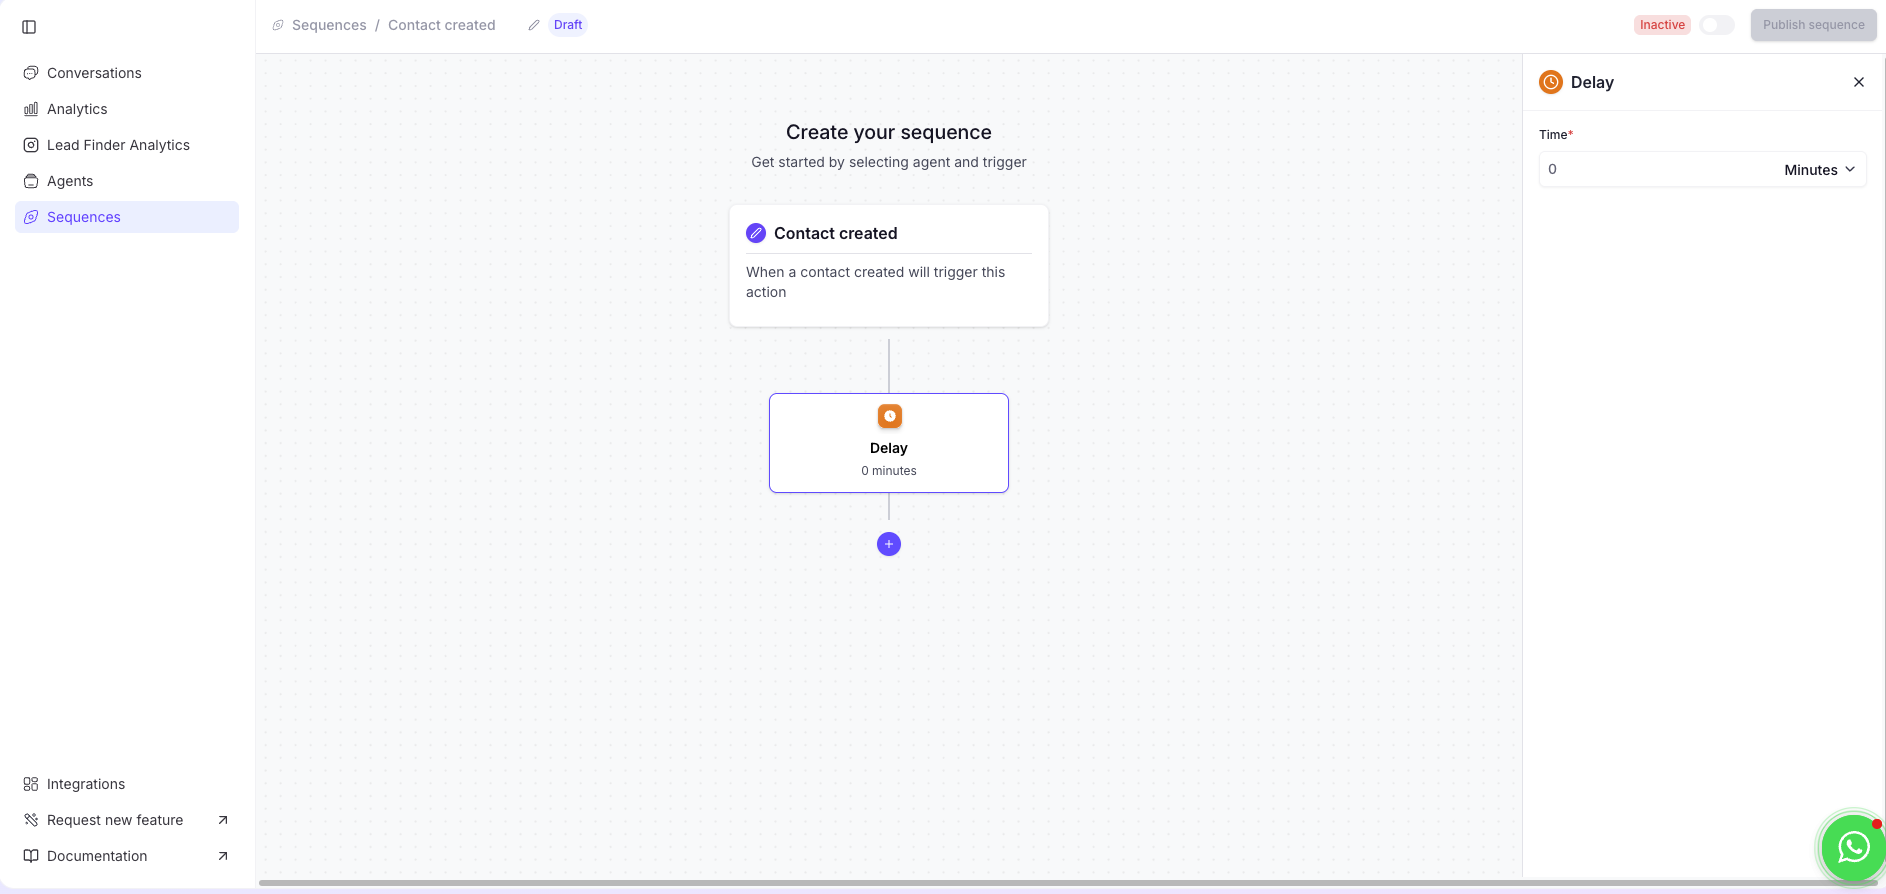 Sequences / Contact created
Draft
Inactive
Publish sequence
Conversations
Analytics
Lead Finder Analytics
Agents
Sequences
Integrations
Request new feature
Documentation
Create your sequence
Get started by selecting agent and trigger
Contact created
When a contact created will trigger this
action
Delay
0 minutes
Delay
Time*
0
Minutes